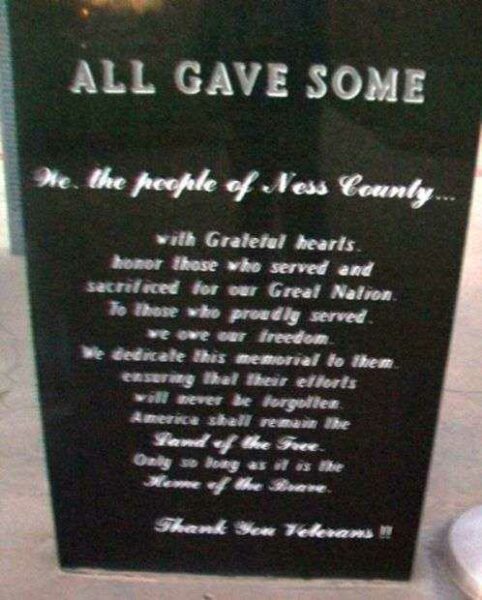 ALL GAVE SOME
We, the people of Ness County...
with Grateful hearts,
honor those who served and
sacrificed for our Great Nation.
To those who proudly served,
we owe our freedom.
We dedicate this memorial to them,
ensuring that their efforts
will never be forgotten.
America shall remain the
Land of the Free.
Only so long as it is the
Home of the Brave.
Thank You Veterans !!